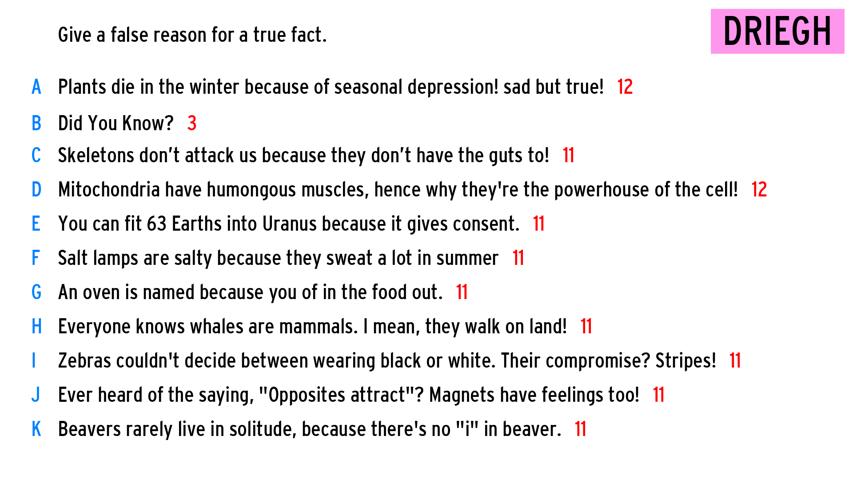 Give a false reason for a true fact.
DRIEGH
A Plants die in the winter because of seasonal depression! sad but true! 12
B Did You Know? 3
C Skeletons don’t attack us because they don’t have the guts to! 11
D Mitochondria have humongous muscles, hence why they're the powerhouse of the cell! 12
E You can fit 63 Earths into Uranus because it gives consent. 11
F Salt lamps are salty because they sweat a lot in summer 11
G An oven is named because you of in the food out. 11
H Everyone knows whales are mammals. I mean, they walk on land! 11
I Zebras couldn't decide between wearing black or white. Their compromise? Stripes! 11
J Ever heard of the saying, "Opposites attract"? Magnets have feelings too! 11
K Beavers rarely live in solitude, because there's no "i" in beaver. 11